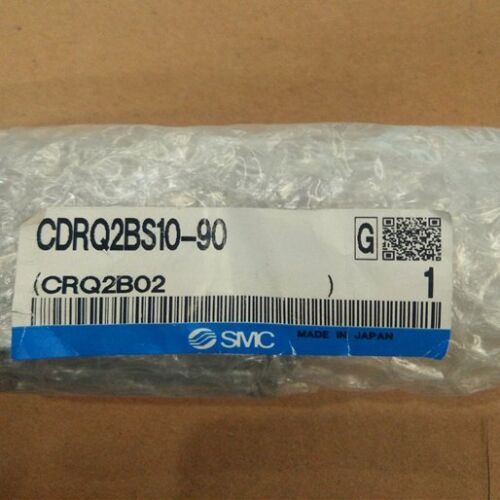 CDRQ2BS10-90
G
(CRQ2B02 )
1
SMC
MADE IN JAPAN